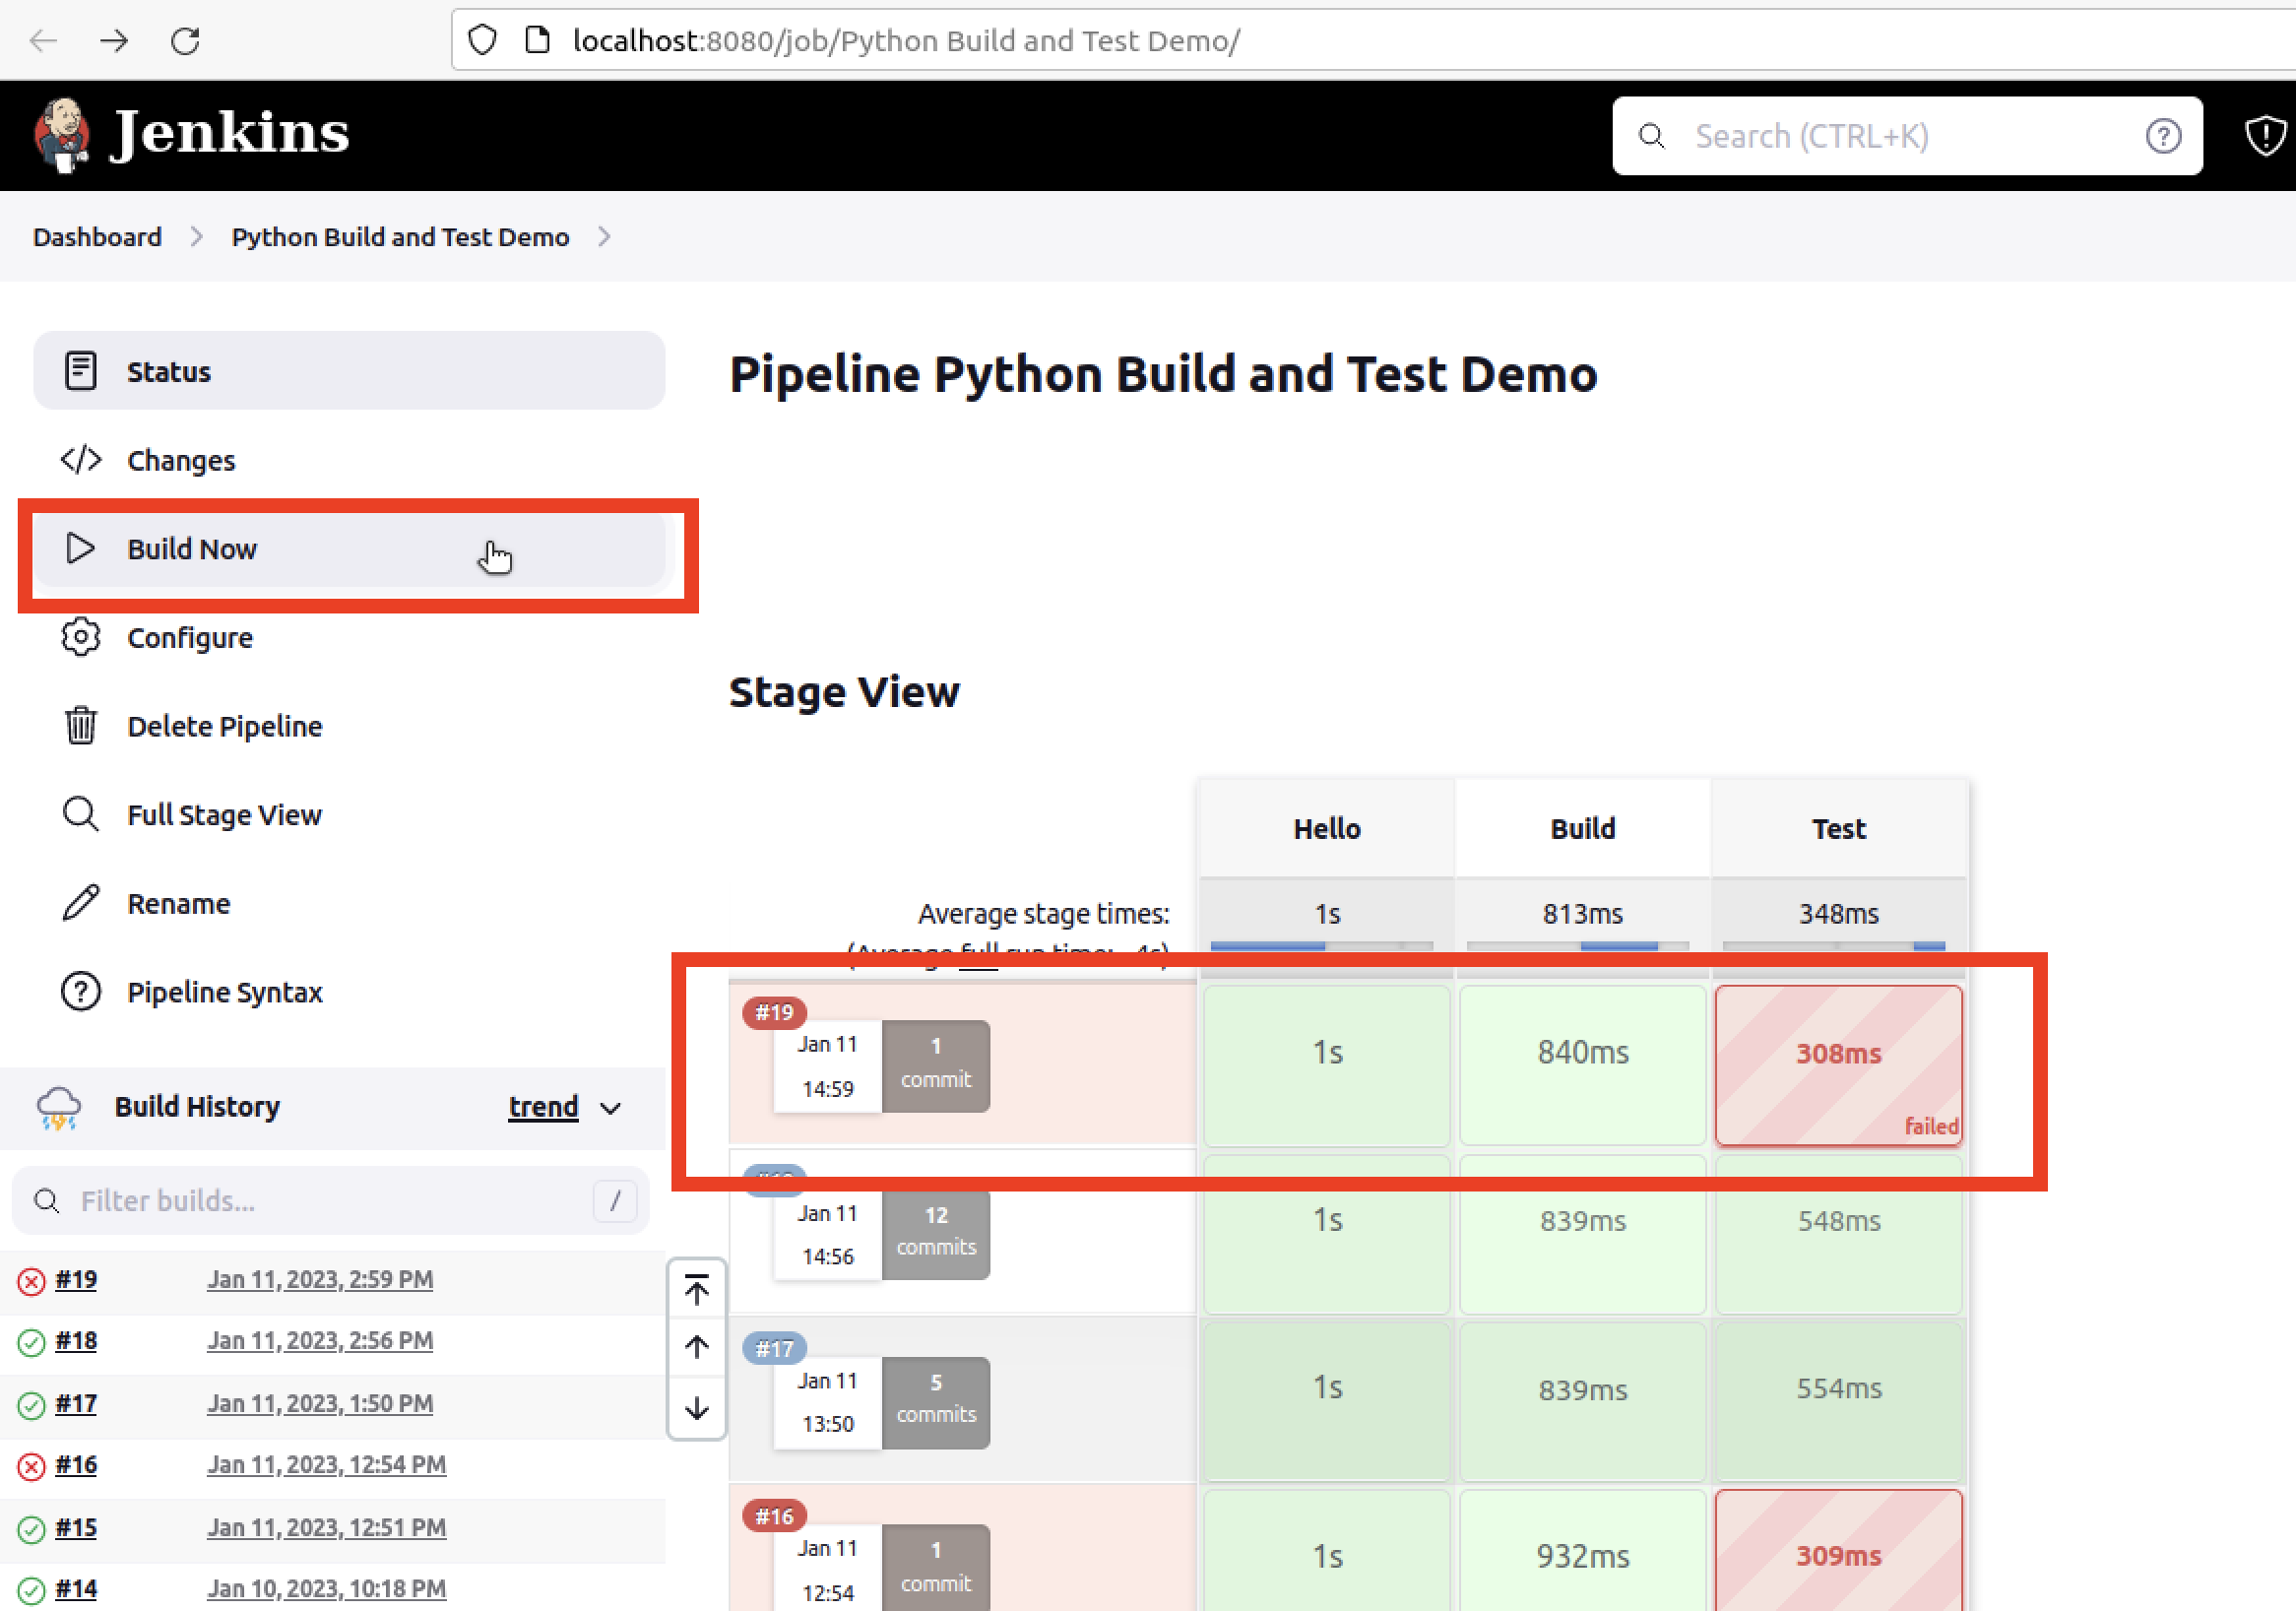 localhost:8080/job/Python Build and Test Demo/
Jenkins
Search (CTRL+K)
Dashboard
Python Build and Test Demo
Status
Changes
Build Now
Configure
Delete Pipeline
Full Stage View
Rename
Pipeline Syntax
Build History
trend
Filter builds...
/
#19 Jan 11, 2023, 2:59 PM
#18 Jan 11, 2023, 2:56 PM
#17 Jan 11, 2023, 1:50 PM
#16 Jan 11, 2023, 12:54 PM
#15 Jan 11, 2023, 12:51 PM
#14 Jan 10, 2023, 10:18 PM
Pipeline Python Build and Test Demo
Stage View
Hello Build Test
Average stage times: 1s 813ms 348ms
(Average full run time: ~4s)
#19
Jan 11
14:59
1
commit
1s 840ms 308ms
failed
Jan 11
14:56
12
commits
1s 839ms 548ms
#17
Jan 11
13:50
5
commits
1s 839ms 554ms
#16
Jan 11
12:54
1
commit
1s 932ms 309ms